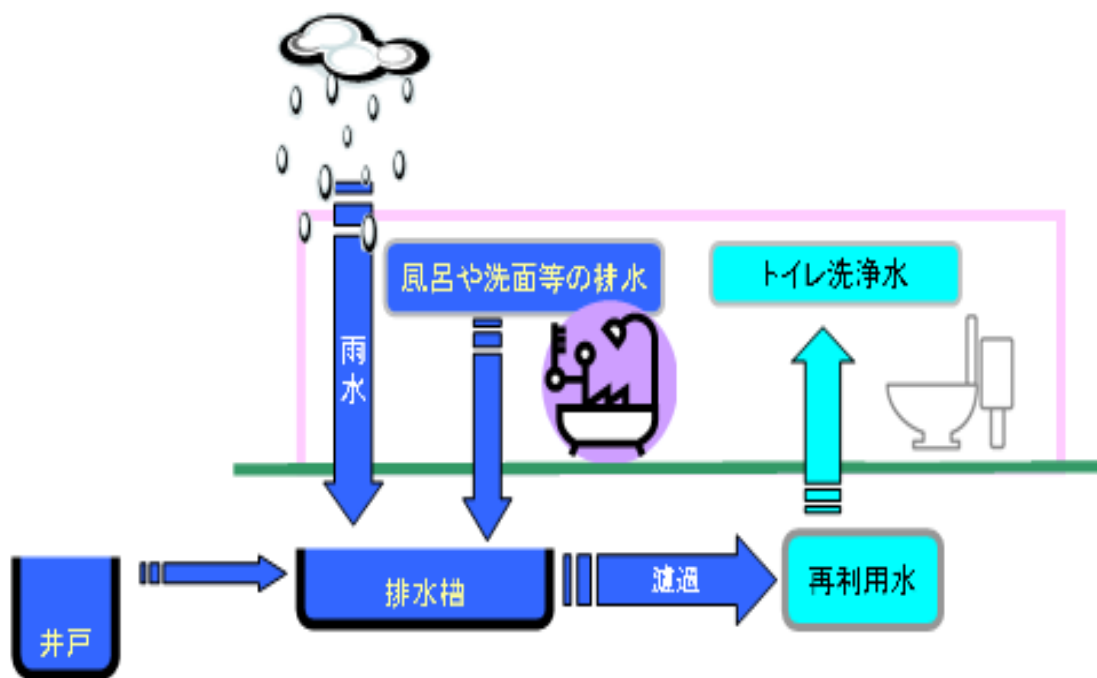 風呂や洗面等の排水
トイレ洗浄水
雨水
井戸
排水槽
濾過
再利用水